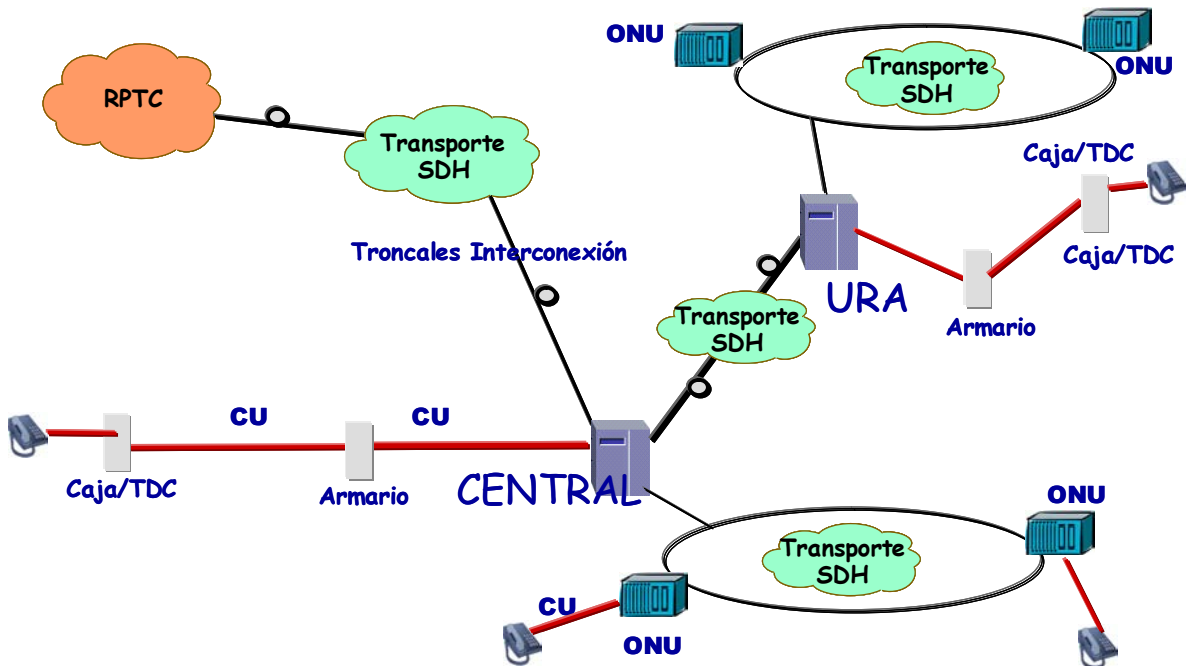 ONU
Transporte
SDH
ONU
RPTC
Transporte
SDH
Caja/TDC
Troncales Interconexión
Caja/TDC
URA
Armario
Transporte
SDH
CU
CU
Caja/TDC
Armario
CENTRAL
ONU
Transporte
SDH
CU
ONU